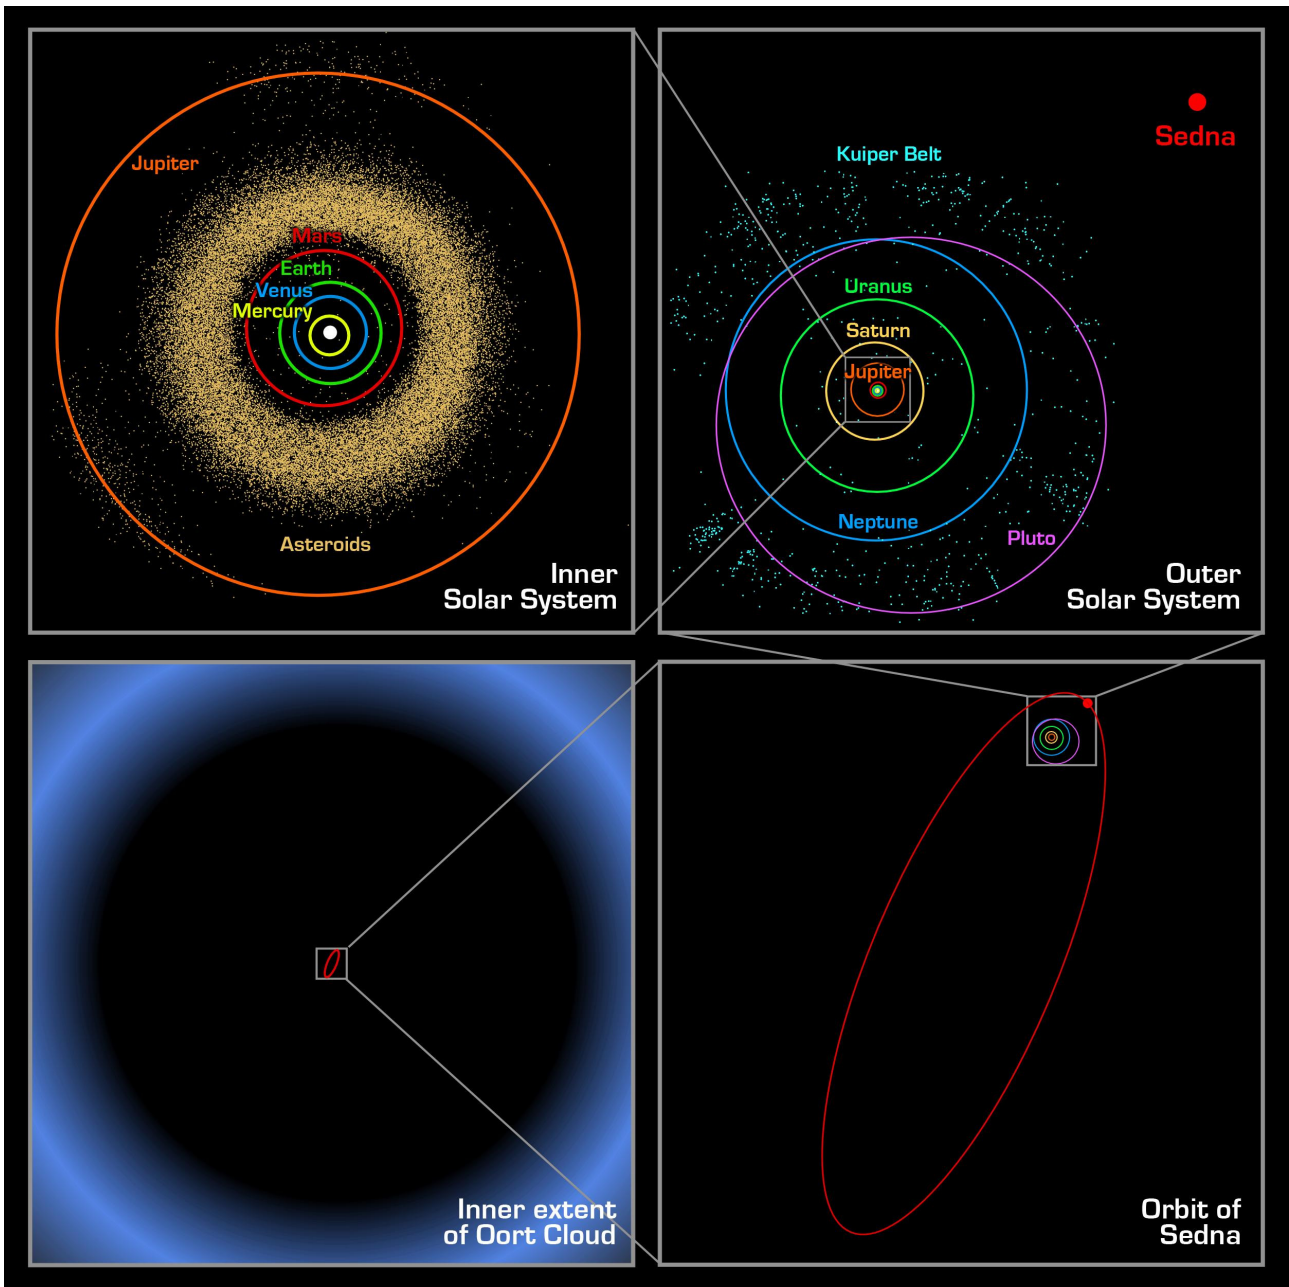 Jupiter
Mars
Earth
Venus
Mercury
Asteroids
Inner
Solar System
Sedna
Kuiper Belt
Uranus
Saturn
Jupiter
Neptune
Pluto
Outer
Solar System
Inner extent
of Oort Cloud
Orbit of
Sedna